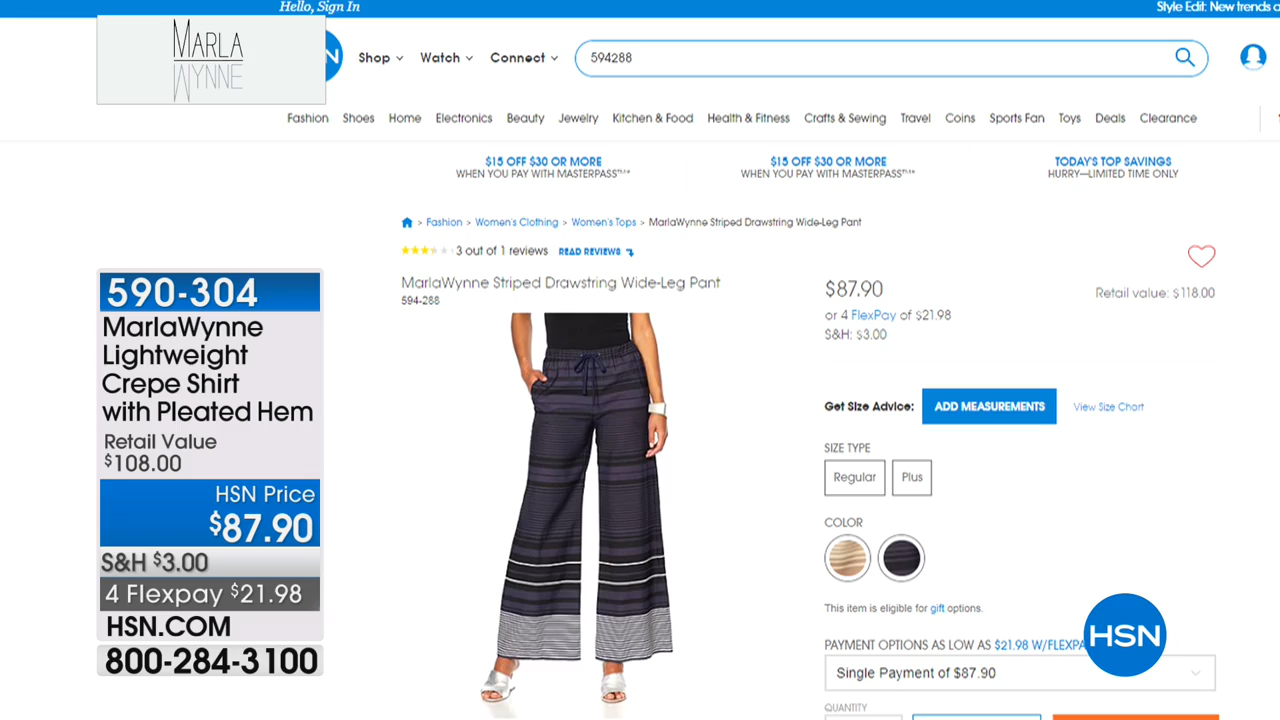 Hello, Sign In
Style Edit: New trends a
MARLA
WYNNE
N
Shop
Watch
Connect
594288
Fashion
Shoes
Home
Electronics
Beauty
Jewelry
Kitchen & Food
Health & Fitness
Crafts & Sewing
Travel
Coins
Sports Fan
Toys
Deals
Clearance
$15 OFF $30 OR MORE
WHEN YOU PAY WITH MASTERPASS™*
$15 OFF $30 OR MORE
WHEN YOU PAY WITH MASTERPASS™*
TODAY'S TOP SAVINGS
HURRY—LIMITED TIME ONLY
> Fashion > Women's Clothing > Women's Tops > MarlaWynne Striped Drawstring Wide-Leg Pant
3 out of 1 reviews READ REVIEWS
MarlaWynne Striped Drawstring Wide-Leg Pant
594-288
$87.90
Retail value: $118.00
or 4 FlexPay of $21.98
S&H: $3.00
Get Size Advice: ADD MEASUREMENTS View Size Chart
SIZE TYPE
Regular
Plus
COLOR
This item is eligible for gift options.
PAYMENT OPTIONS AS LOW AS $21.98 W/FLEXPA
Single Payment of $87.90
QUANTITY
590-304
MarlaWynne
Lightweight
Crepe Shirt
with Pleated Hem
Retail Value
$108.00
HSN Price
$87.90
S&H $3.00
4 Flexpay $21.98
HSN.COM
800-284-3100
HSN